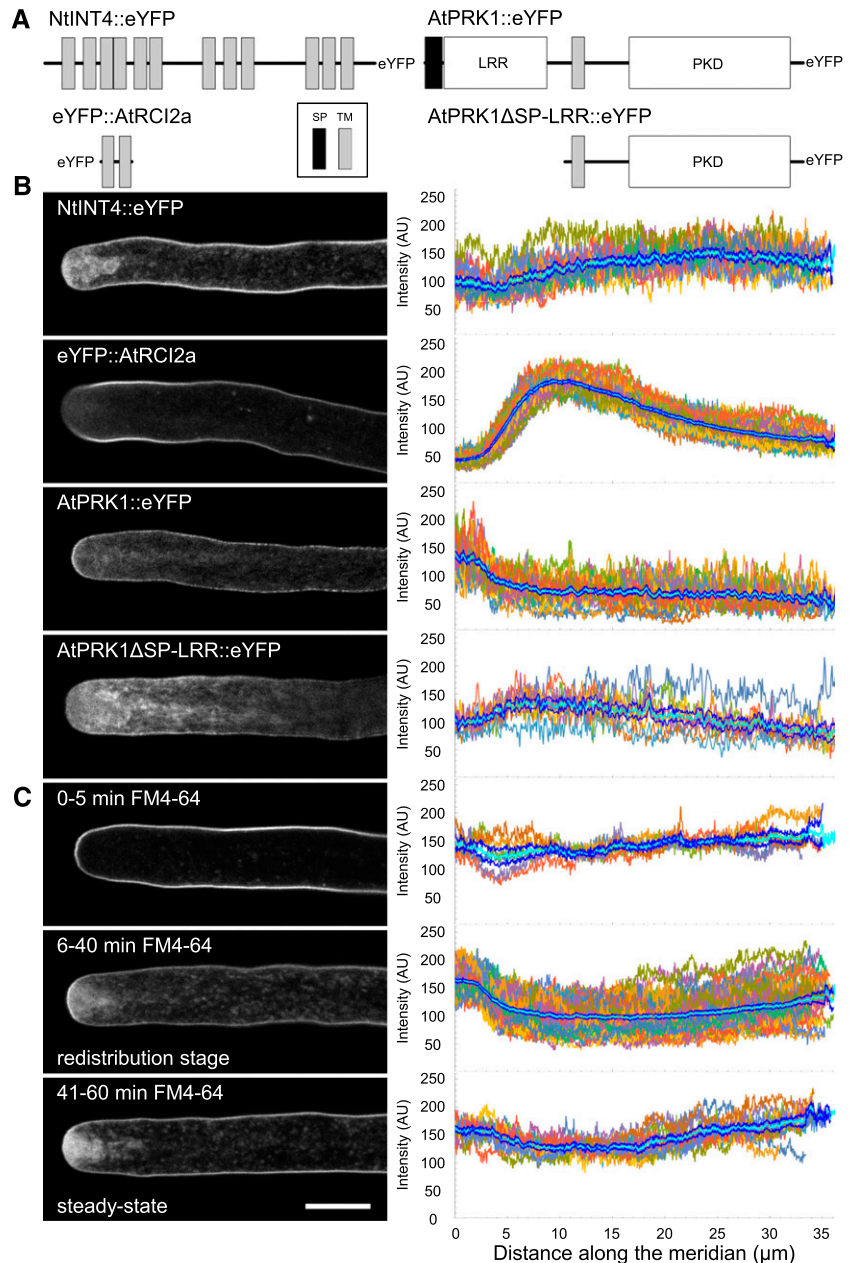 A
NtINT4::eYFP
eYFP
AtPRK1::eYFP
LRR
PKD
eYFP
eYFP::AtRCI2a
eYFP
SP TM
AtPRK1ΔSP-LRR::eYFP
PKD
eYFP
B
NtINT4::eYFP
Intensity (AU)
250
200
150
100
50
eYFP::AtRCI2a
Intensity (AU)
250
200
150
100
50
AtPRK1::eYFP
Intensity (AU)
250
200
150
100
50
AtPRK1ΔSP-LRR::eYFP
Intensity (AU)
250
200
150
100
50
C
0-5 min FM4-64
Intensity (AU)
250
200
150
100
50
6-40 min FM4-64
redistribution stage
Intensity (AU)
250
200
150
100
50
41-60 min FM4-64
steady-state
Intensity (AU)
250
200
150
100
50
0
0 5 10 15 20 25 30 35
Distance along the meridian (μm)